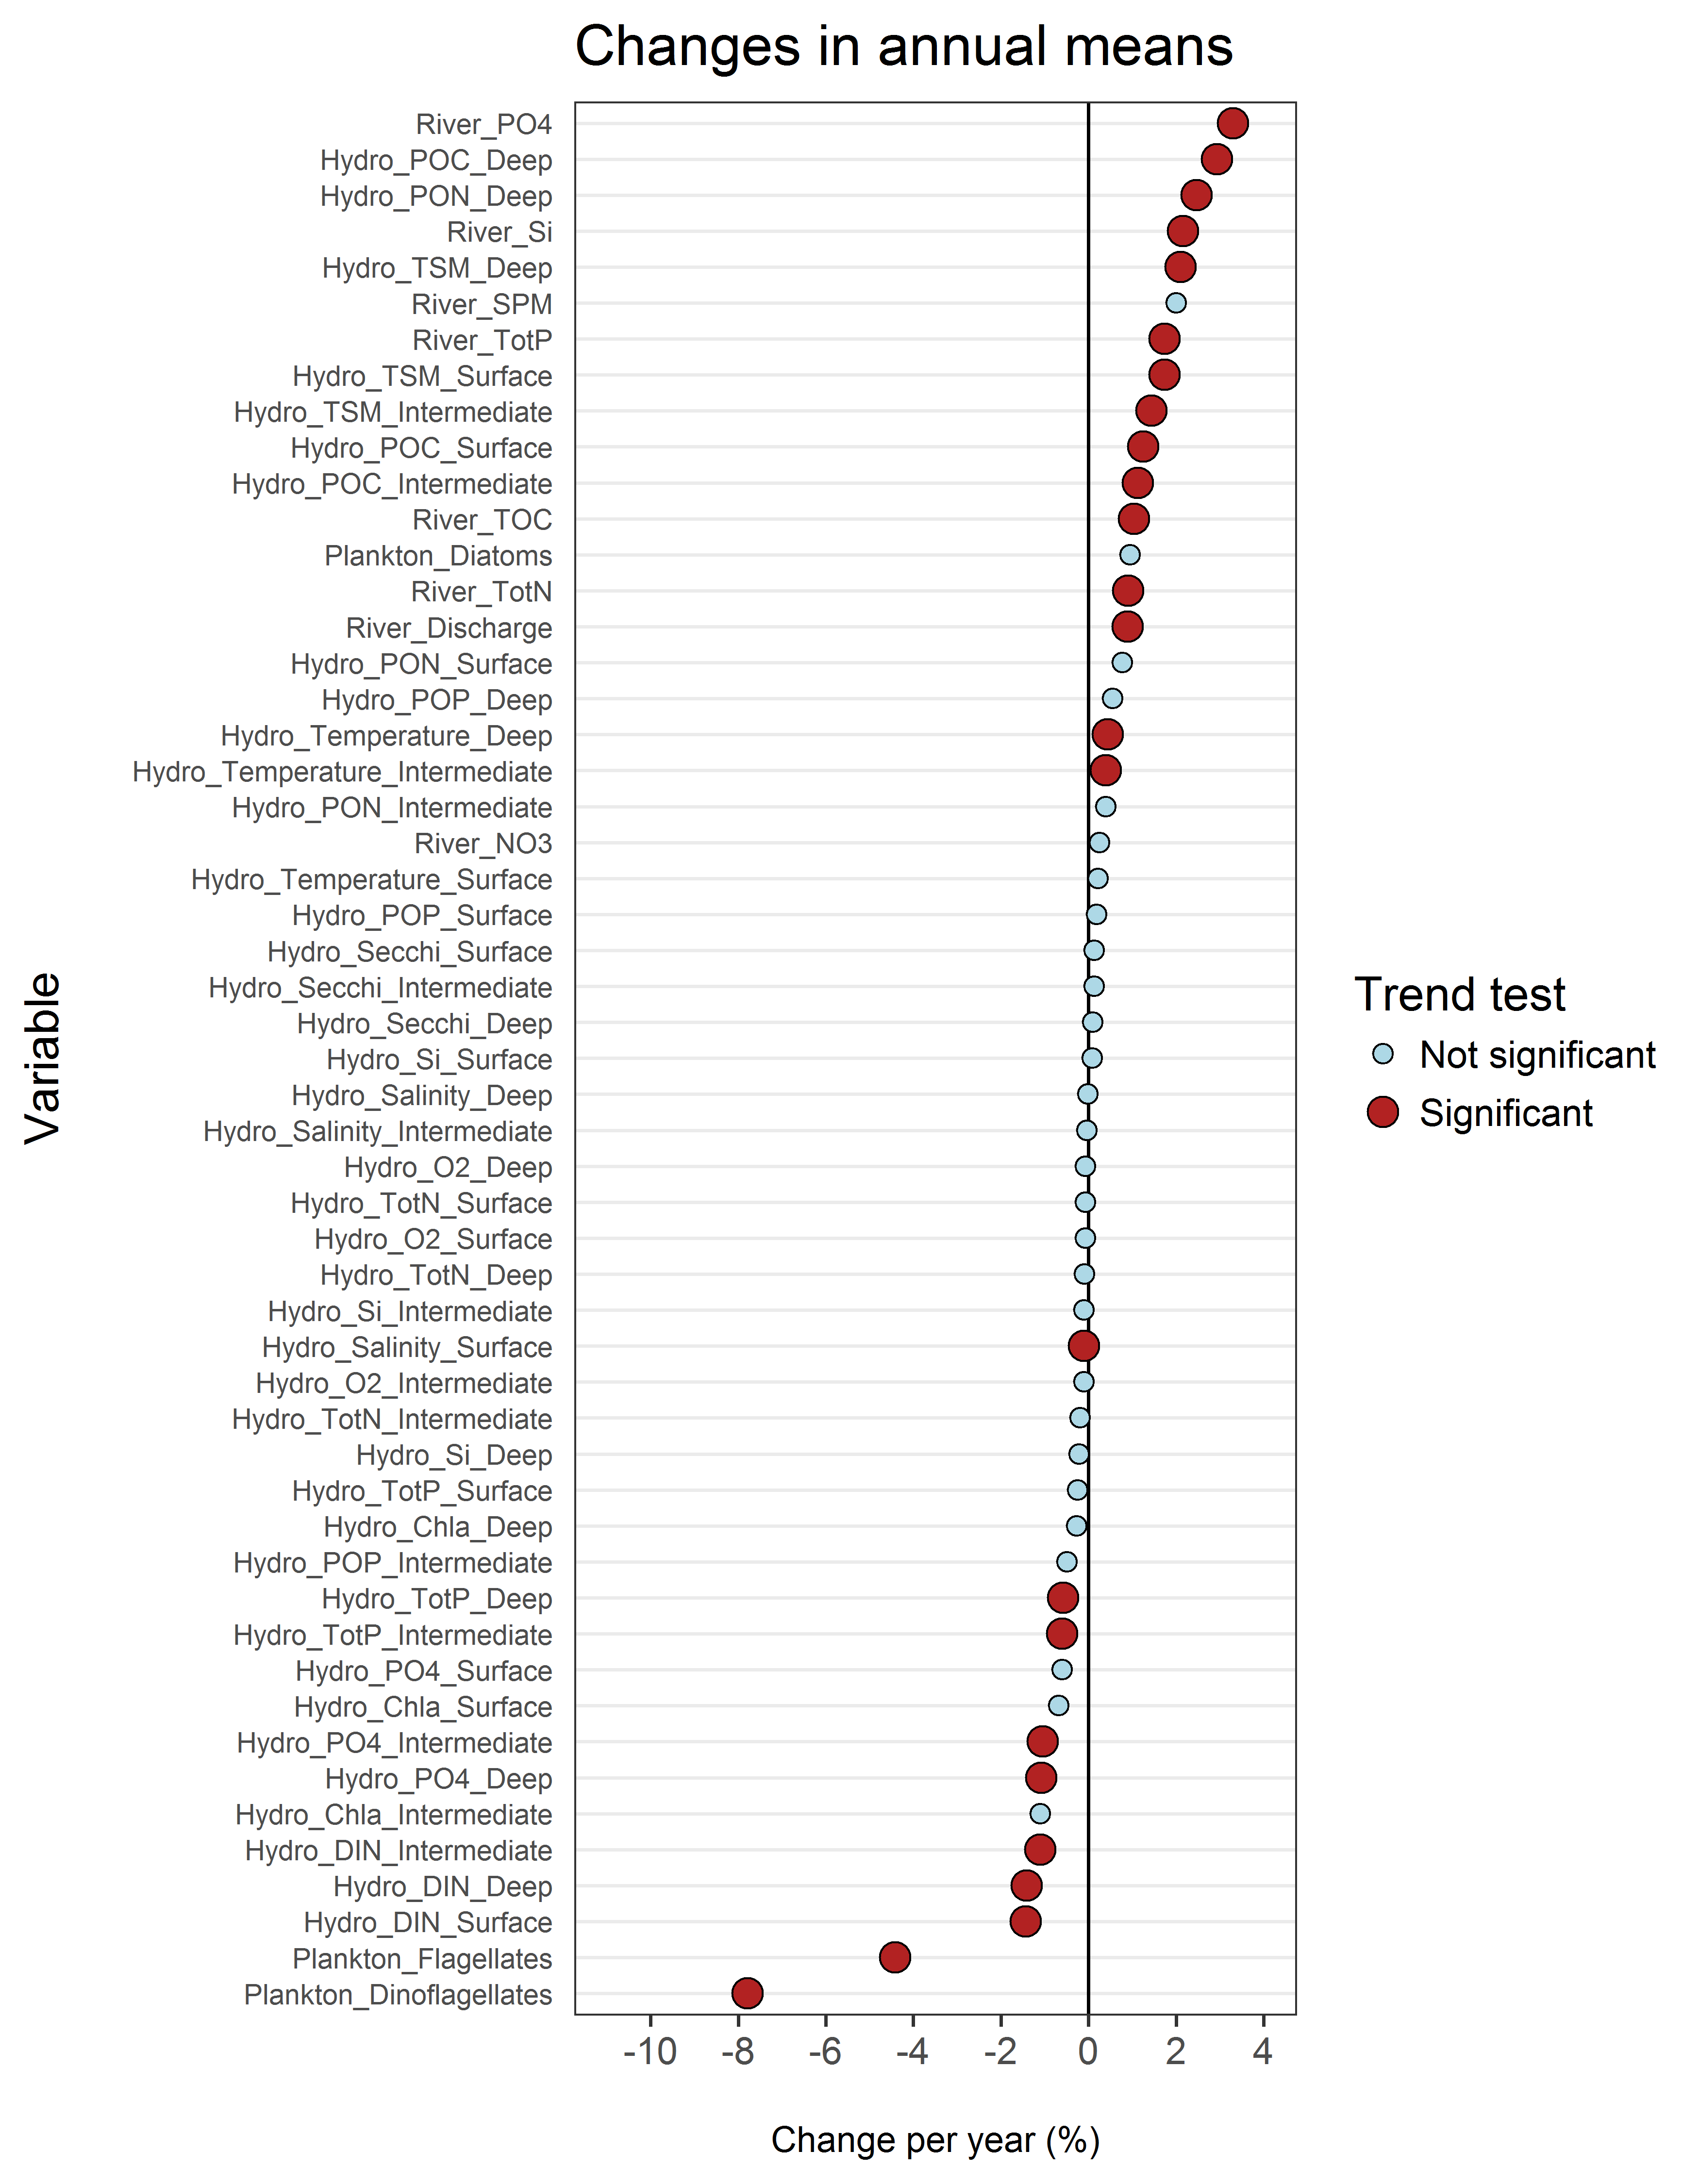 Changes in annual means
River_PO4
Hydro_POC_Deep
Hydro_PON_Deep
River_Si
Hydro_TSM_Deep
River_SPM
River_TotP
Hydro_TSM_Surface
Hydro_TSM_Intermediate
Hydro_POC_Surface
Hydro_POC_Intermediate
River_TOC
Plankton_Diatoms
River_TotN
River_Discharge
Hydro_PON_Surface
Hydro_POP_Deep
Hydro_Temperature_Deep
Hydro_Temperature_Intermediate
Hydro_PON_Intermediate
River_NO3
Hydro_Temperature_Surface
Hydro_POP_Surface
Hydro_Secchi_Surface
Hydro_Secchi_Intermediate
Hydro_Secchi_Deep
Hydro_Si_Surface
Hydro_Salinity_Deep
Hydro_Salinity_Intermediate
Hydro_O2_Deep
Hydro_TotN_Surface
Hydro_O2_Surface
Hydro_TotN_Deep
Hydro_Si_Intermediate
Hydro_Salinity_Surface
Hydro_O2_Intermediate
Hydro_TotN_Intermediate
Hydro_Si_Deep
Hydro_TotP_Surface
Hydro_Chla_Deep
Hydro_POP_Intermediate
Hydro_TotP_Deep
Hydro_TotP_Intermediate
Hydro_PO4_Surface
Hydro_Chla_Surface
Hydro_PO4_Intermediate
Hydro_PO4_Deep
Hydro_Chla_Intermediate
Hydro_DIN_Intermediate
Hydro_DIN_Deep
Hydro_DIN_Surface
Plankton_Flagellates
Plankton_Dinoflagellates
-10 -8 -6 -4 -2 0 2 4
Change per year (%)
Variable
Trend test
Not significant
Significant